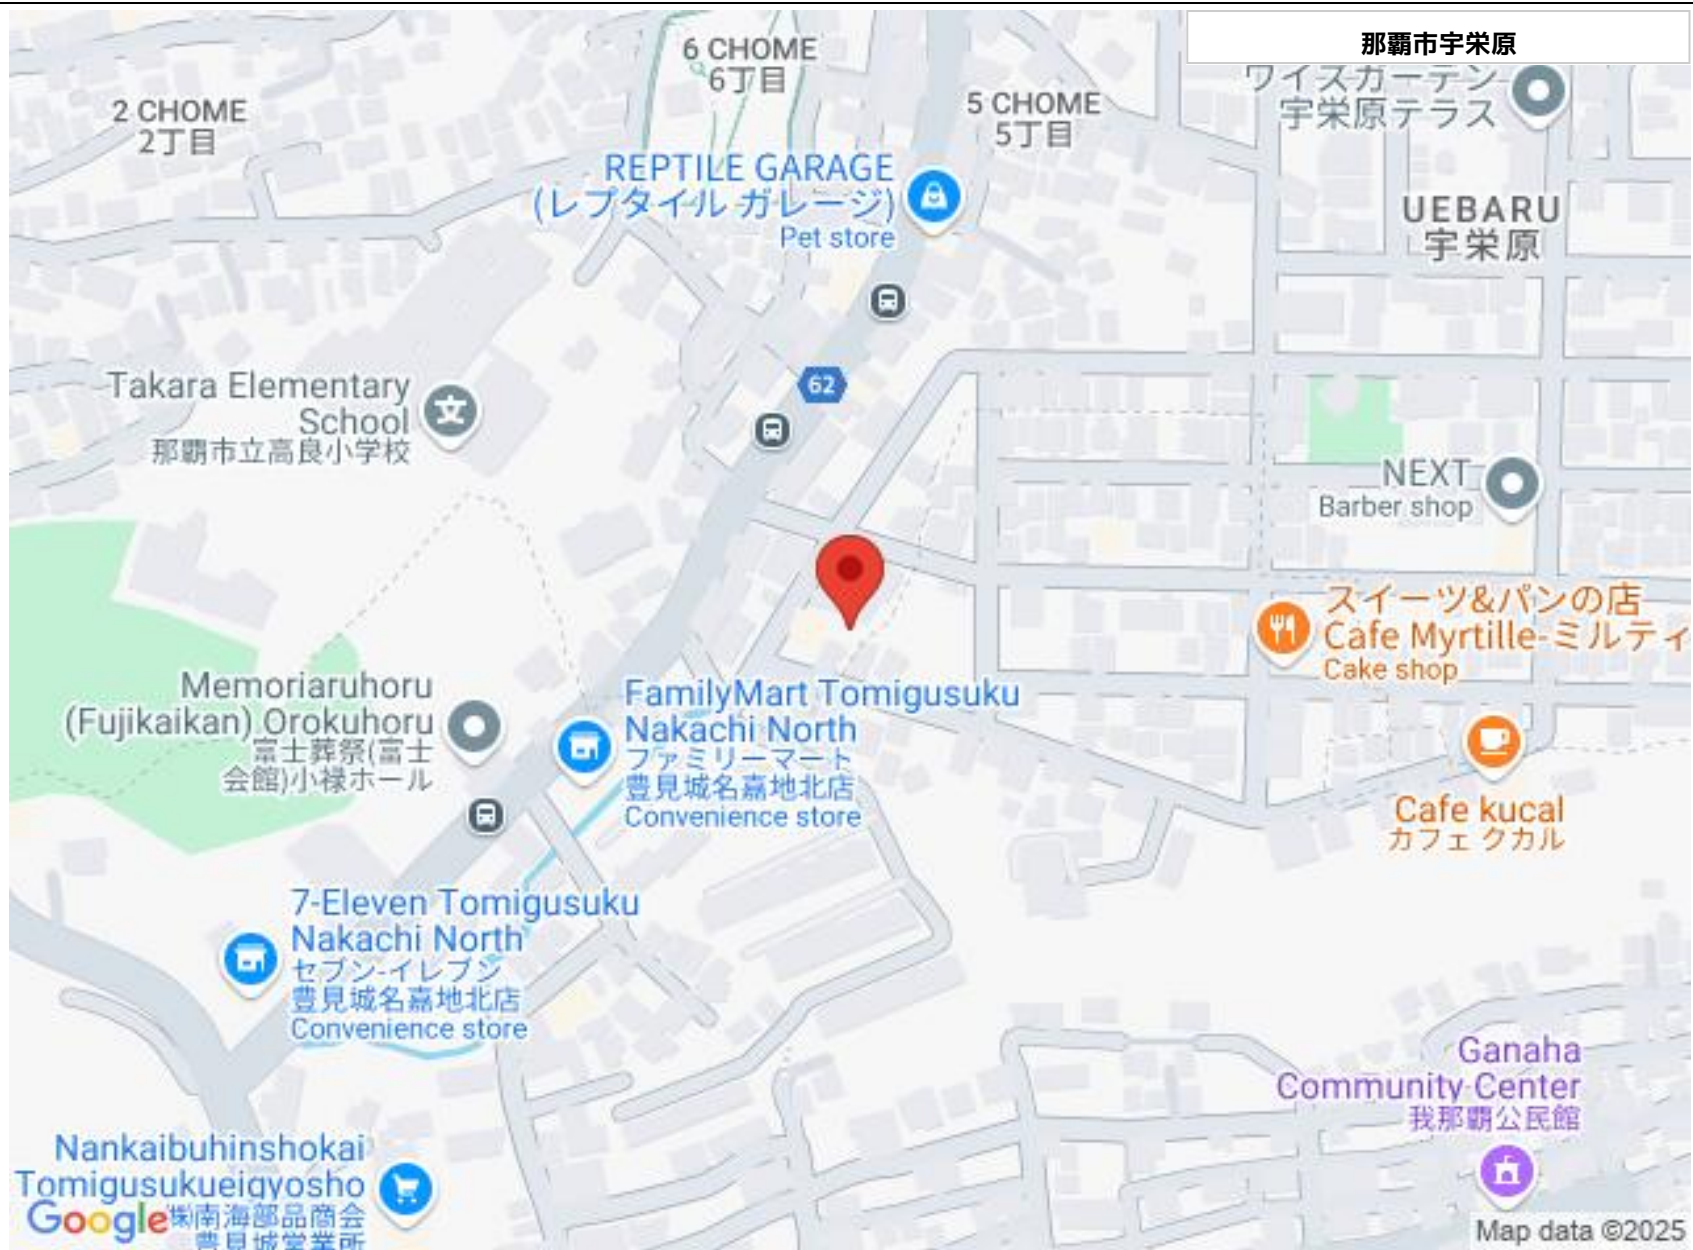 那覇市宇栄原
6 CHOME
6丁目
2 CHOME
2丁目
5 CHOME
5丁目
ワイズガーデン
宇栄原テラス
REPTILE GARAGE
(レプタイル ガレージ)
Pet store
UEBARU
宇栄原
62
Takara Elementary
School
那覇市立高良小学校
文
NEXT
Barber shop
スイーツ&パンの店
Cafe Myrtille-ミルティ
Cake shop
Memoriaruhoru
(Fujikaikan) Orokuhoru
富士葬祭(富士
会館)小禄ホール
FamilyMart Tomigusuku
Nakachi North
ファミリーマート
豊見城名嘉地北店
Convenience store
Cafe kucal
カフェ クカル
7-Eleven Tomigusuku
Nakachi North
セブン-イレブン
豊見城名嘉地北店
Convenience store
Ganaha
Community Center
我那覇公民館
Nankaibuhinshokai
Tomigusukueigyosho
㈱南海部品商会
豊見城営業所
Google
Map data ©2025